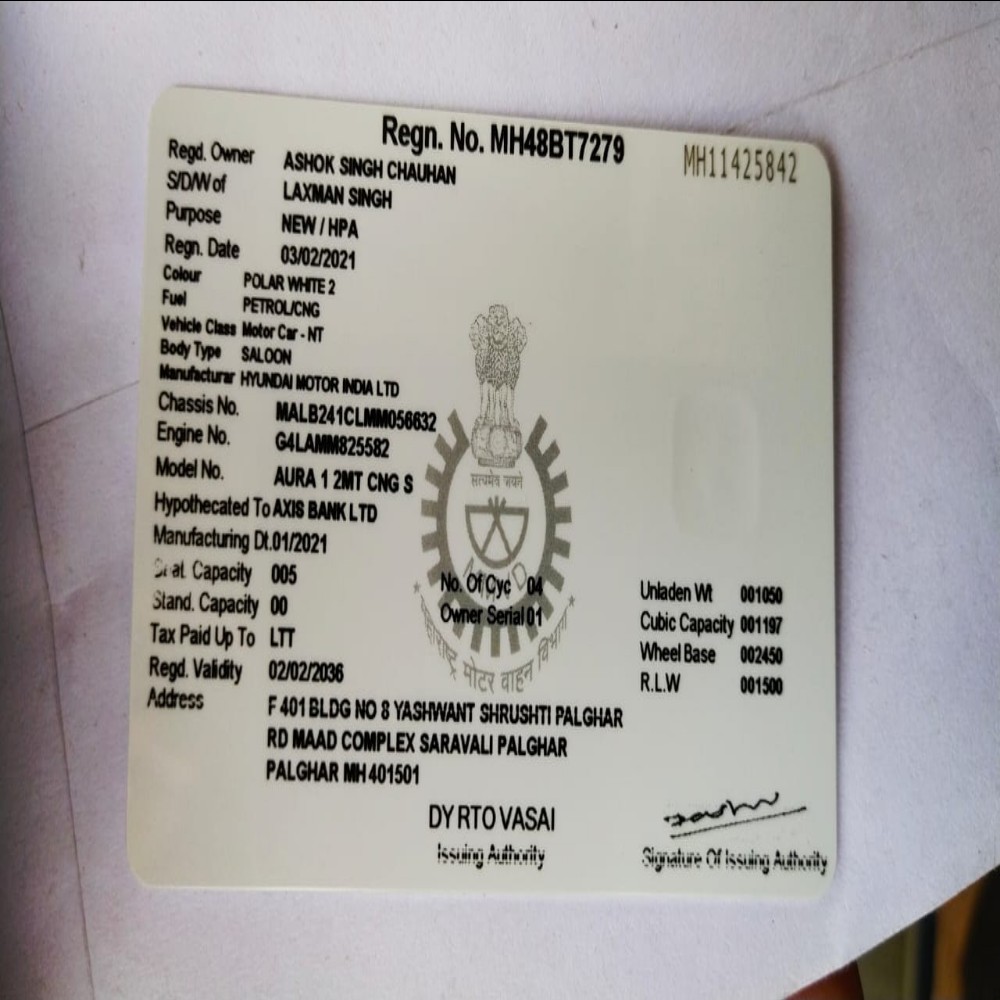 Regn. No. MH48BT7279
MH11425842
Regd. Owner ASHOK SINGH CHAUHAN
S/D/W of LAXMAN SINGH
Purpose NEW / HPA
Regn. Date 03/02/2021
Colour POLAR WHITE 2
Fuel PETROL/CNG
Vehicle Class Motor Car - NT
Body Type SALOON
Manufacturar HYUNDAI MOTOR INDIA LTD
Chassis No. MALB241CLMM056632
Engine No. G4LAMM825582
Model No. AURA 1 2MT CNG S
Hypothecated To AXIS BANK LTD
Manufacturing Dt.01/2021
सत्यमेव जयते
Seat Capacity 005
No. Of Cyc 04
Unladen Wt 001050
Stand. Capacity 00
Owner Serial 01
Cubic Capacity 001197
Tax Paid Up To LTT
Wheel Base 002450
Regd. Validity 02/02/2036
R.L.W 001500
महाराष्ट्र मोटर वाहन विभाग
Address F 401 BLDG NO 8 YASHWANT SHRUSHTI PALGHAR
RD MAAD COMPLEX SARAVALI PALGHAR
PALGHAR MH 401501
DY RTO VASAI
Issuing Authority
Signature Of Issuing Authority